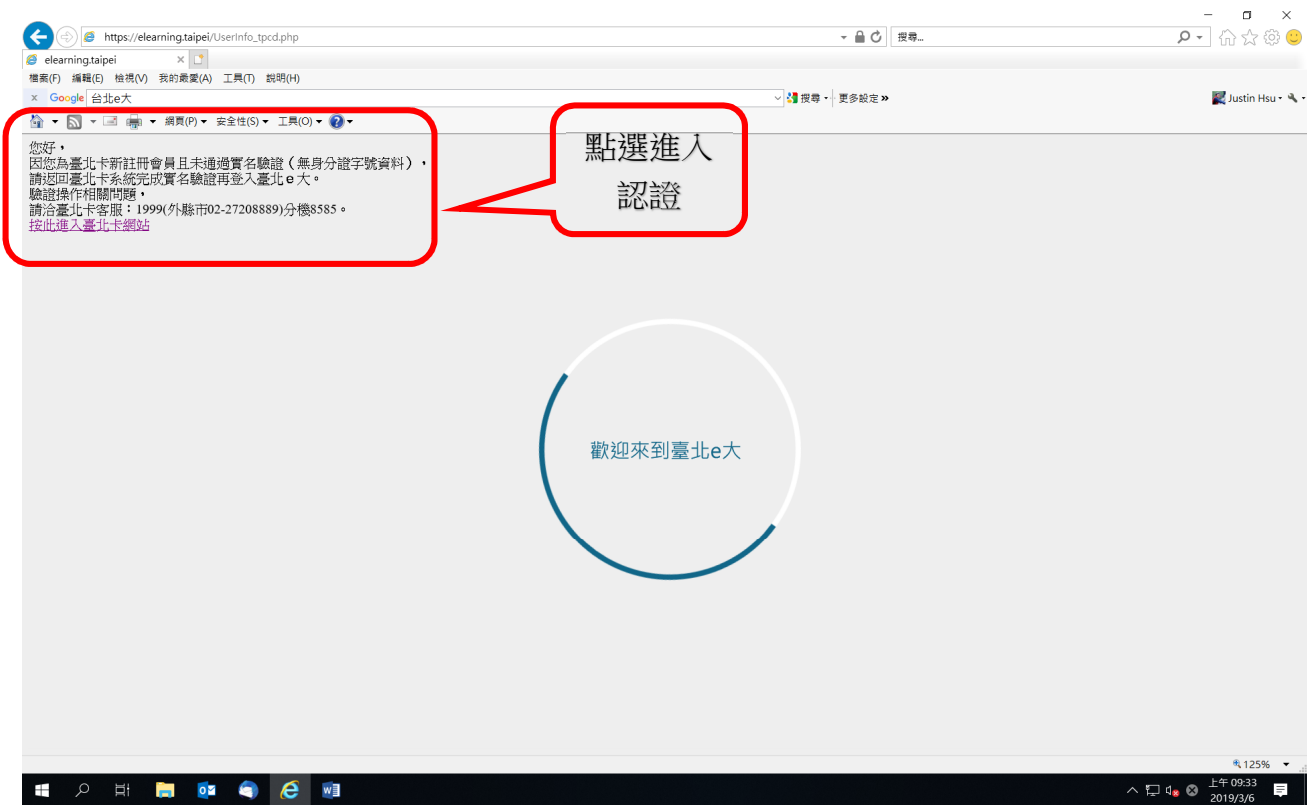 https://elearning.taipei/UserInfo_tpcd.php
搜尋...
elearning.taipei
檔案(F) 編輯(E) 檢視(V) 我的最愛(A) 工具(T) 說明(H)
x Google 台北e大 搜尋 更多設定 »
Justin Hsu
網頁(P) 安全性(S) 工具(O)
您好，
因您為臺北卡新註冊會員且未通過實名驗證（無身分證字號資料），
請返回臺北卡系統完成實名驗證再登入臺北e大。
驗證操作相關問題，
請洽臺北卡客服：1999(外縣市02-27208889)分機8585。
按此進入臺北卡網站
點選進入
認證
歡迎來到臺北e大
125%
上午 09:33
2019/3/6